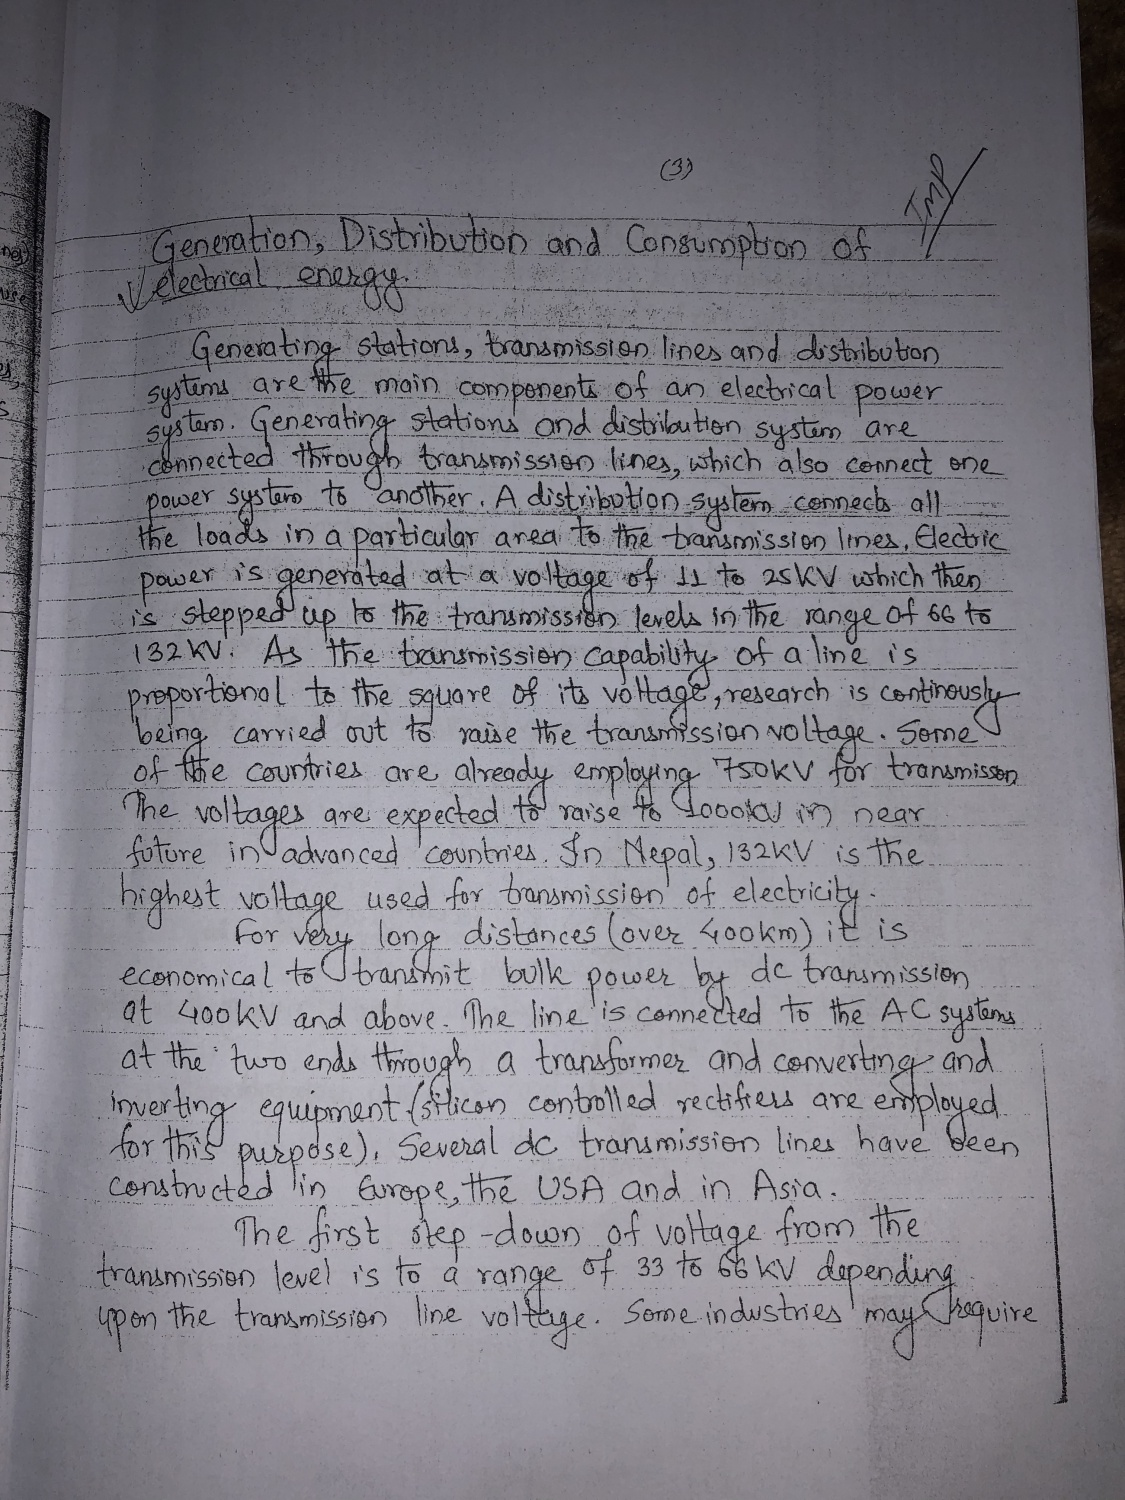 (3)
IMP
Generation, Distribution and Consumption of
electrical energy.
Generating stations, transmission lines and distribution
systems are the main components of an electrical power
system. Generating stations and distribution system are
connected through transmission lines, which also connect one
power system to another. A distribution system connects all
the loads in a particular area to the transmission lines. Electric
power is generated at a voltage of 11 to 25KV which then
is stepped up to the transmission levels in the range of 66 to
132KV. As the transmission capability of a line is
proportional to the square of its voltage, research is continously
being carried out to raise the transmission voltage. Some
of the countries are already employing 750KV for transmisson
The voltages are expected to raise to 1000KV in near
future in advanced countries. In Nepal, 132KV is the
highest voltage used for transmission of electricity.
For very long distances (over 400km) it is
economical to transmit bulk power by dc transmission
at 400KV and above. The line is connected to the AC systems
at the two ends through a transformer and converting and
inverting equipment (silicon controlled rectifiers are employed
for this purpose). Several dc transmission lines have been
constructed in Europe, the USA and in Asia.
The first step-down of voltage from the
transmission level is to a range of 33 to 66KV depending
upon the transmission line voltage. Some industries may require